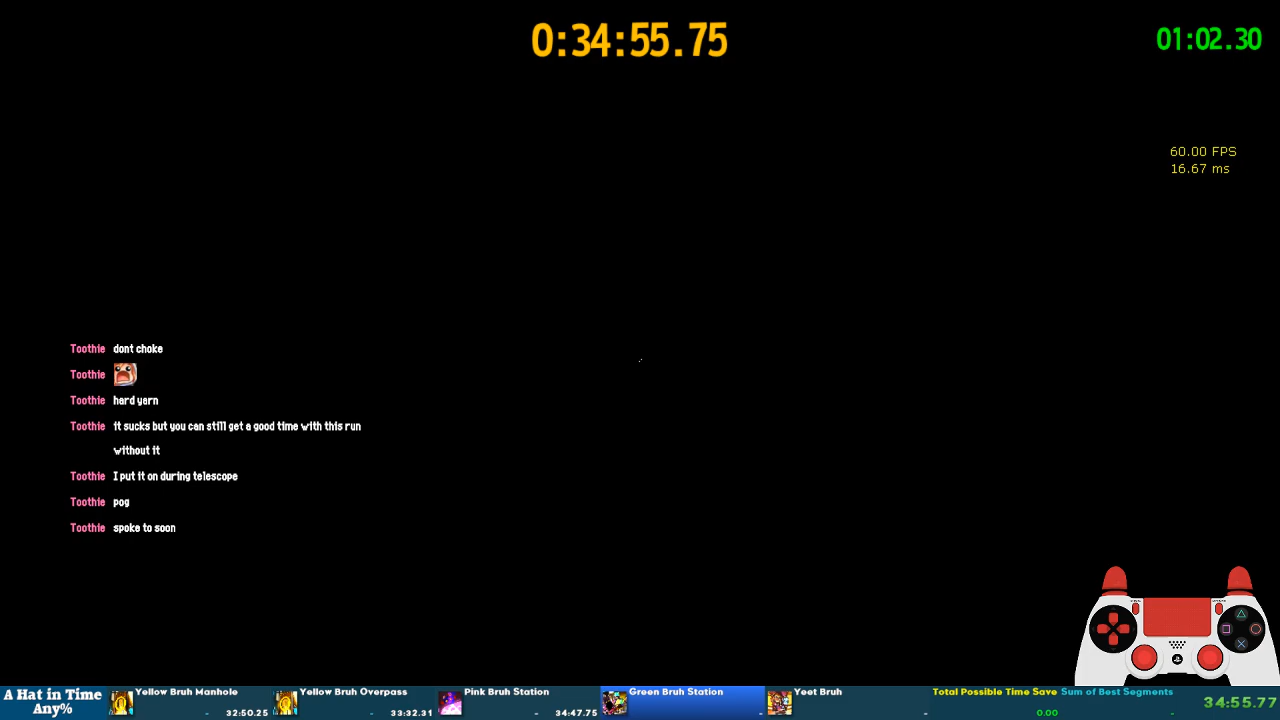 0:34:55.75
01:02.30
60.00 FPS
16.67 ms
Toothie dont choke
Toothie
Toothie hard yarn
Toothie it sucks but you can still get a good time with this run
without it
Toothie I put it on during telescope
Toothie pog
Toothie spoke to soon
A Hat in Time
Any%
Yellow Bruh Manhole
- 32:50.25
Yellow Bruh Overpass
- 33:32.31
Pink Bruh Station
- 34:47.75
Green Bruh Station
-
Yeet Bruh
-
Total Possible Time Save
0.00
Sum of Best Segments
-
34:55.77